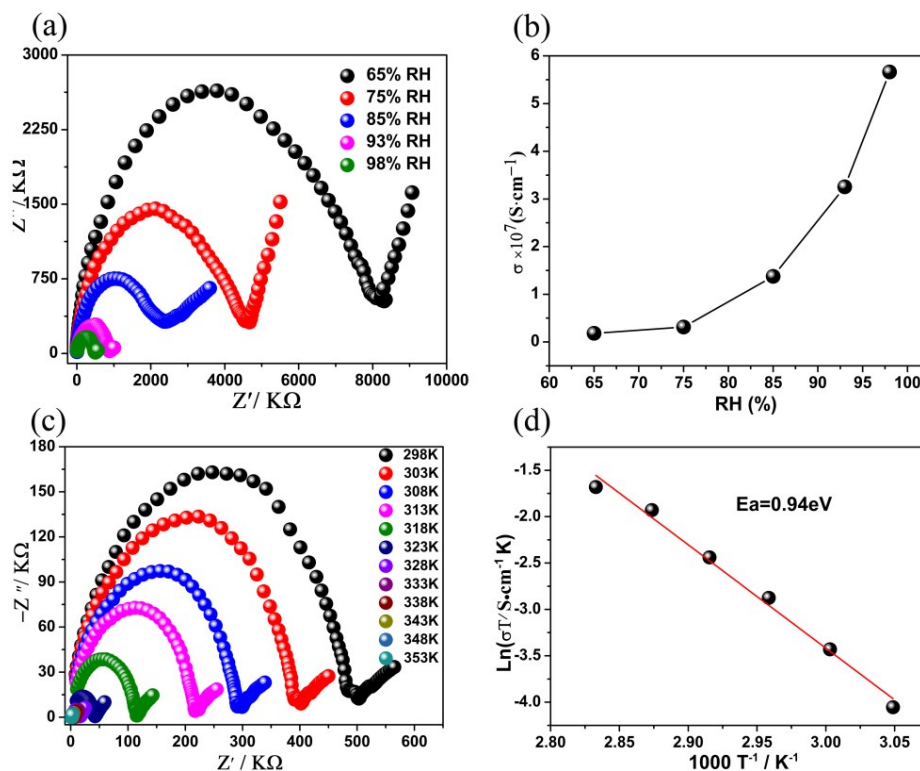 (a)
3000
2250
1500
750
0
Z''/ KΩ
65% RH
75% RH
85% RH
93% RH
98% RH
0 2000 4000 6000 8000 10000
Z'/ KΩ
(b)
6
5
4
3
2
1
0
σ ×10⁷(S·cm⁻¹)
60 65 70 75 80 85 90 95 100
RH (%)
(c)
180
150
120
90
60
30
0
−Z ''/ KΩ
298K
303K
308K
313K
318K
323K
328K
333K
338K
343K
348K
353K
0 100 200 300 400 500 600
Z'/ KΩ
(d)
-1.5
-2.0
-2.5
-3.0
-3.5
-4.0
Ln(σT/ S•cm⁻¹ K)
Ea=0.94eV
2.80 2.85 2.90 2.95 3.00 3.05
1000 T⁻¹ / K⁻¹